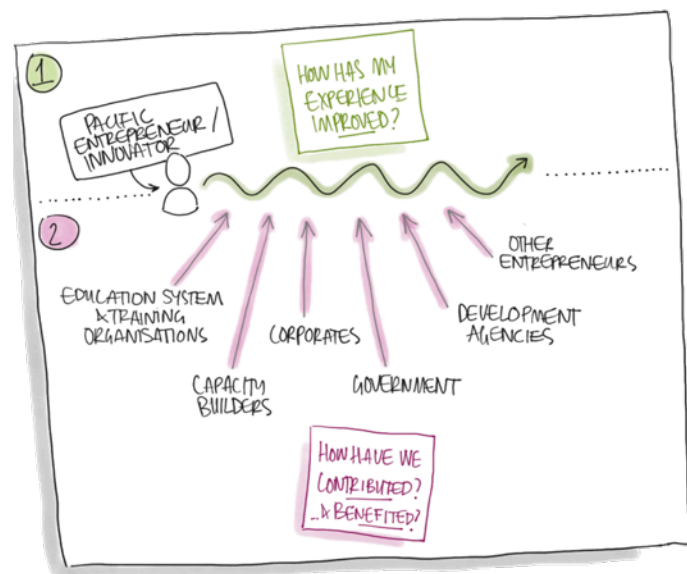 1
PACIFIC
ENTREPRENEUR /
INNOVATOR
HOW HAS MY
EXPERIENCE
IMPROVED?
2
EDUCATION SYSTEM
& TRAINING
ORGANISATIONS
CAPACITY
BUILDERS
CORPORATES
GOVERNMENT
DEVELOPMENT
AGENCIES
OTHER
ENTREPRENEURS
HOW HAVE WE
CONTRIBUTED?
...& BENEFITED?